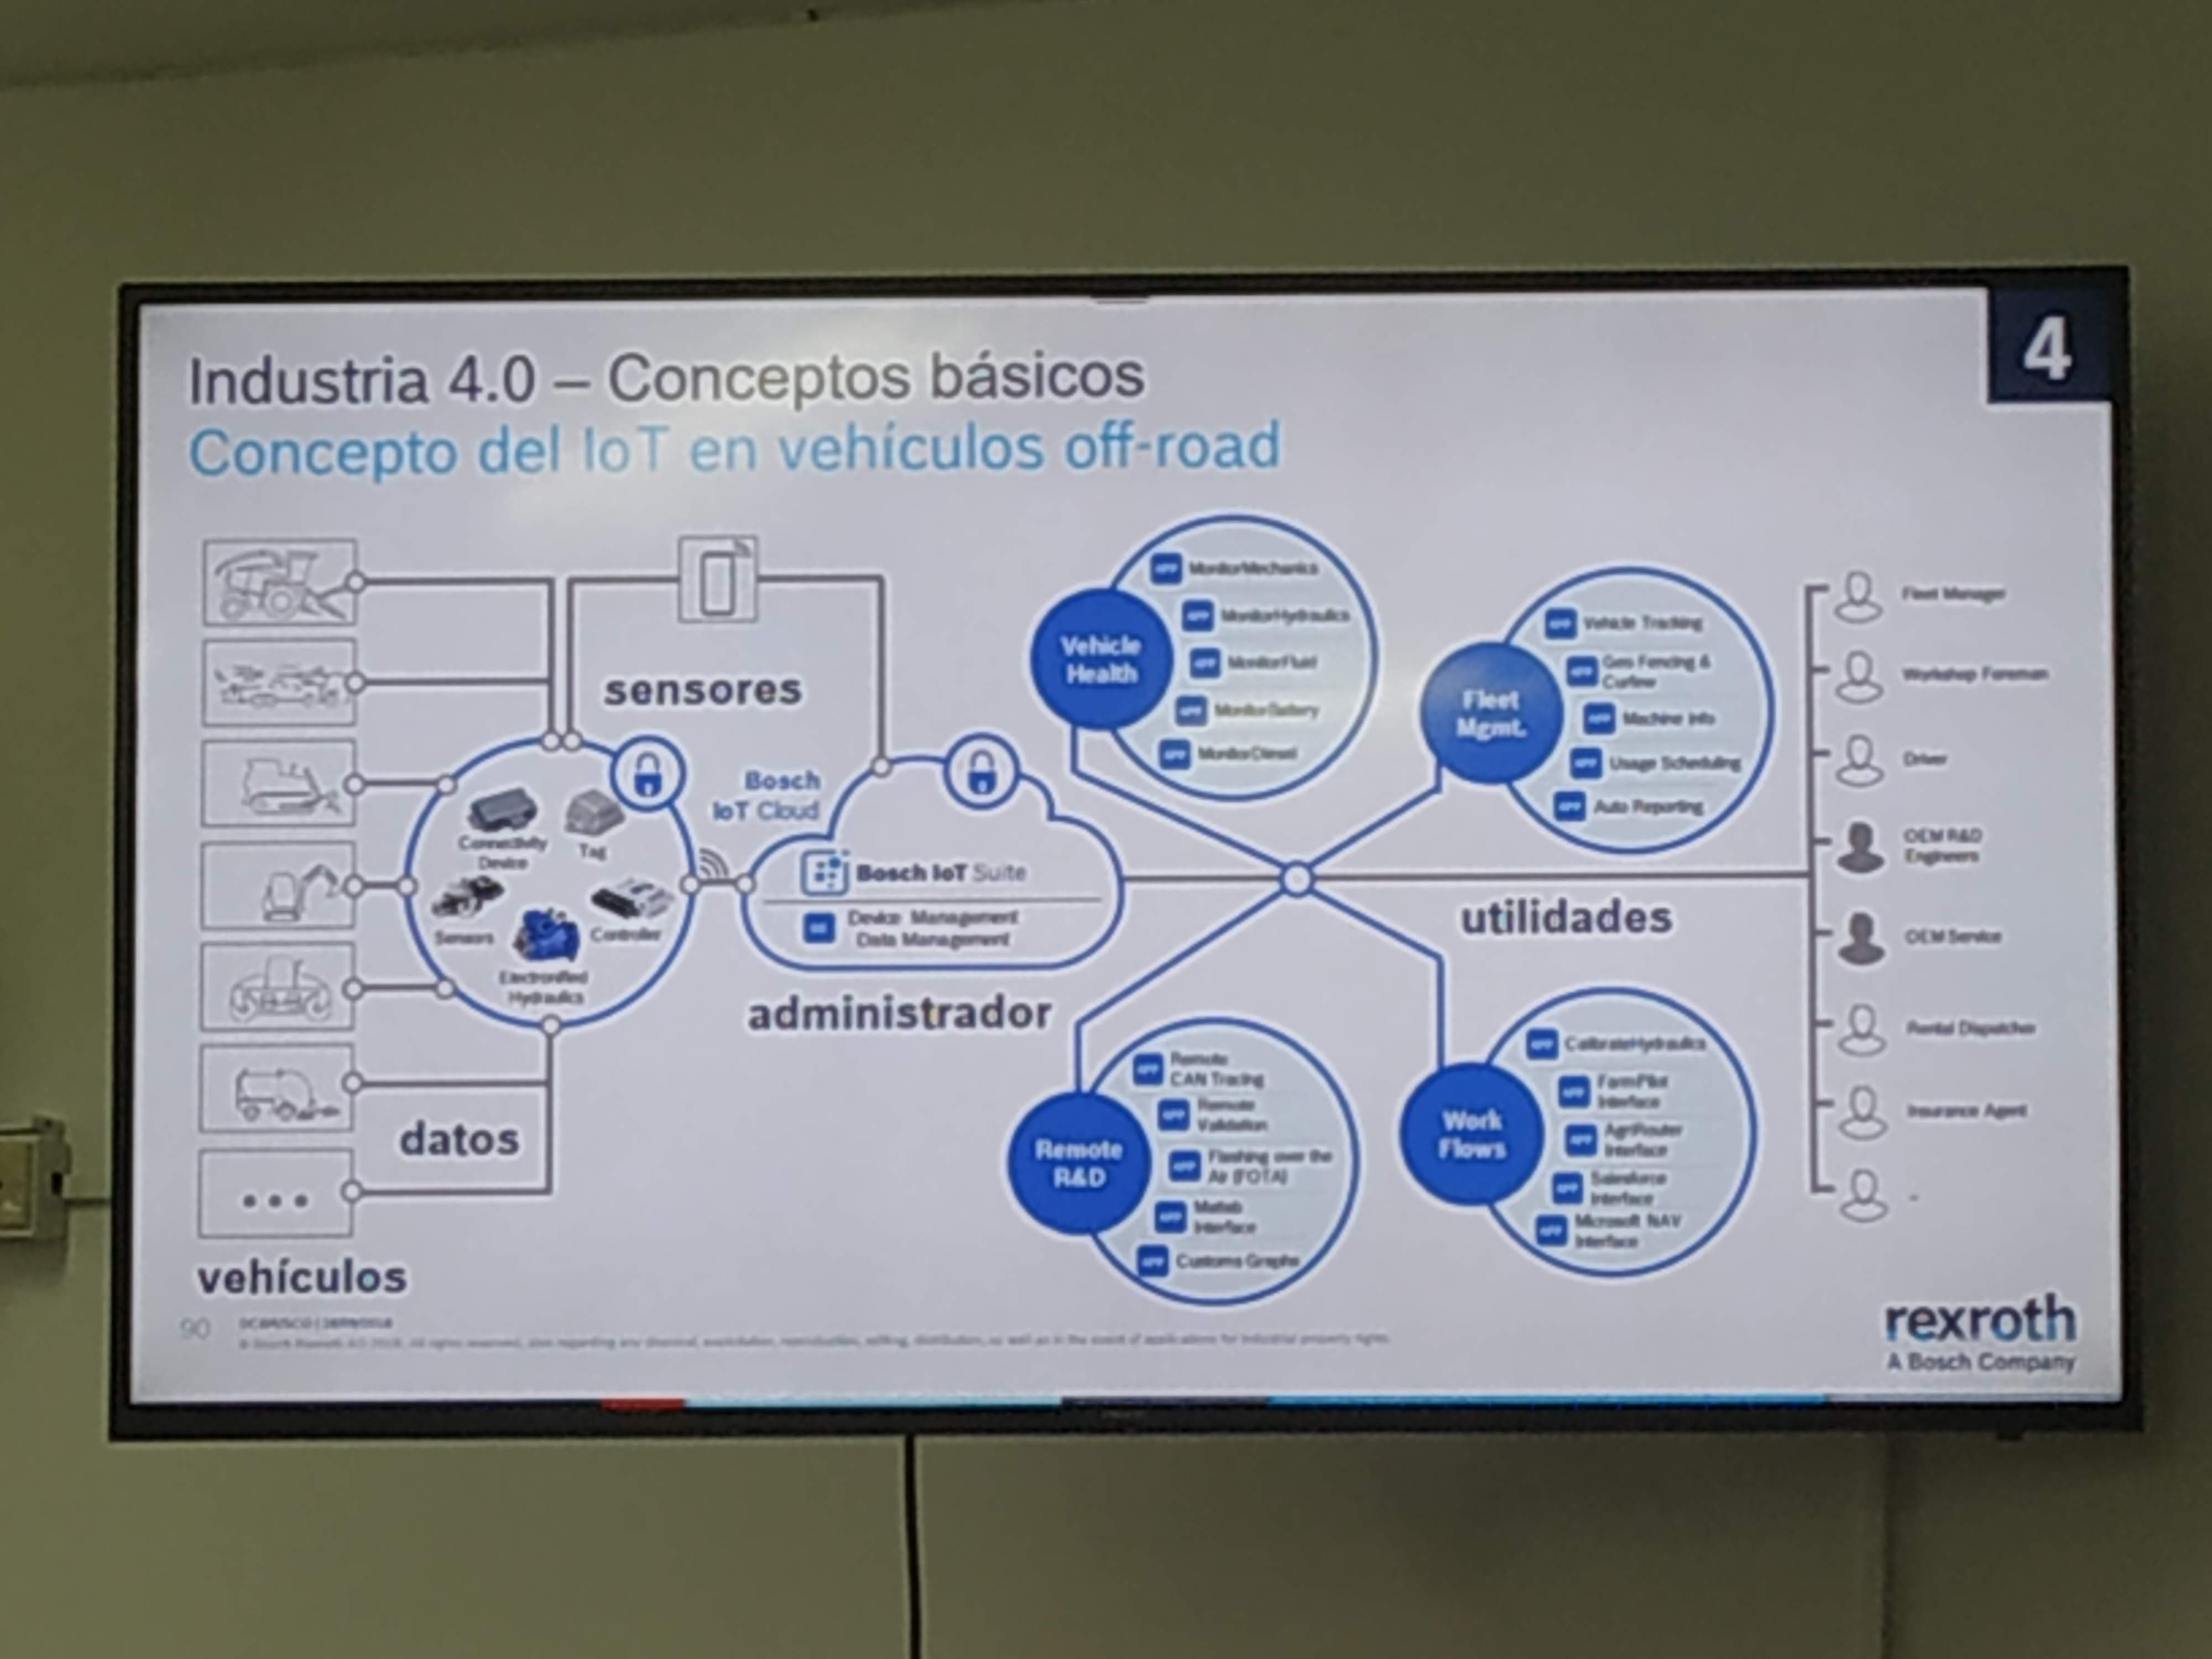 4
Industria 4.0 – Conceptos básicos
Concepto del IoT en vehículos off-road
sensores
Connectivity
Device
Tag
Sensors
Controller
Electronified
Hydraulics
datos
vehículos
Bosch
IoT Cloud
Bosch IoT Suite
Device Management
Data Management
administrador
Vehicle
Health
MonitorMechanics
MonitorHydraulics
MonitorFluid
MonitorBattery
MonitorDiesel
Fleet
Mgmt.
Vehicle Tracking
Geo Fencing &
Curfew
Machine Info
Usage Scheduling
Auto Reporting
utilidades
Remote
R&D
Remote
CAN Tracing
Remote
Validation
Flashing over the
Air (FOTA)
Matlab
Interface
Customs Graphs
Work
Flows
CalibrateHydraulics
FarmPilot
Interface
AgriRouter
Interface
Salesforce
Interface
Microsoft NAV
Interface
Fleet Manager
Workshop Foreman
Driver
OEM R&D
Engineers
OEM Service
Rental Dispatcher
Insurance Agent
90
rexroth
A Bosch Company